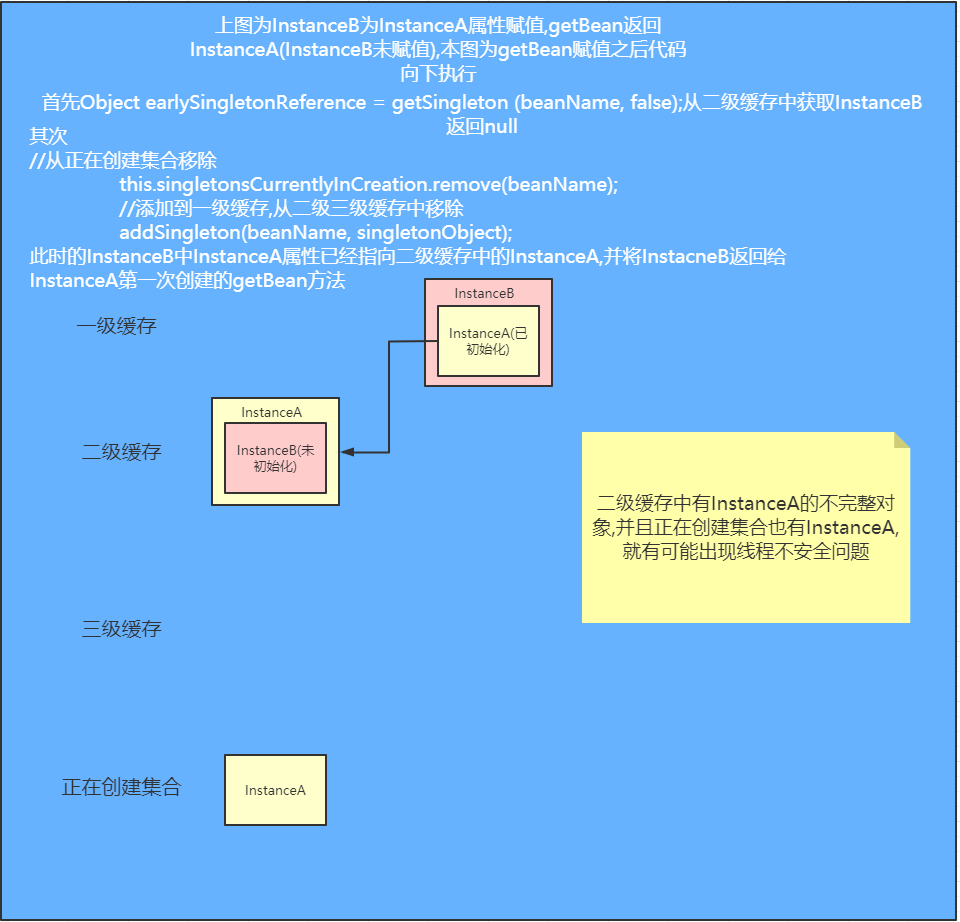 上图为InstanceB为InstanceA属性赋值,getBean返回
InstanceA(InstanceB未赋值),本图为getBean赋值之后代码
向下执行
首先Object earlySingletonReference = getSingleton (beanName, false);从二级缓存中获取InstanceB
返回null
其次
//从正在创建集合移除
this.singletonsCurrentlyInCreation.remove(beanName);
//添加到一级缓存,从二级三级缓存中移除
addSingleton(beanName, singletonObject);
此时的InstanceB中InstanceA属性已经指向二级缓存中的InstanceA,并将InstacneB返回给
InstanceA第一次创建的getBean方法
一级缓存
InstanceB
InstanceA(已
初始化)
二级缓存
InstanceA
InstanceB(未
初始化)
二级缓存中有InstanceA的不完整对
象,并且正在创建集合也有InstanceA,
就有可能出现线程不安全问题
三级缓存
正在创建集合
InstanceA